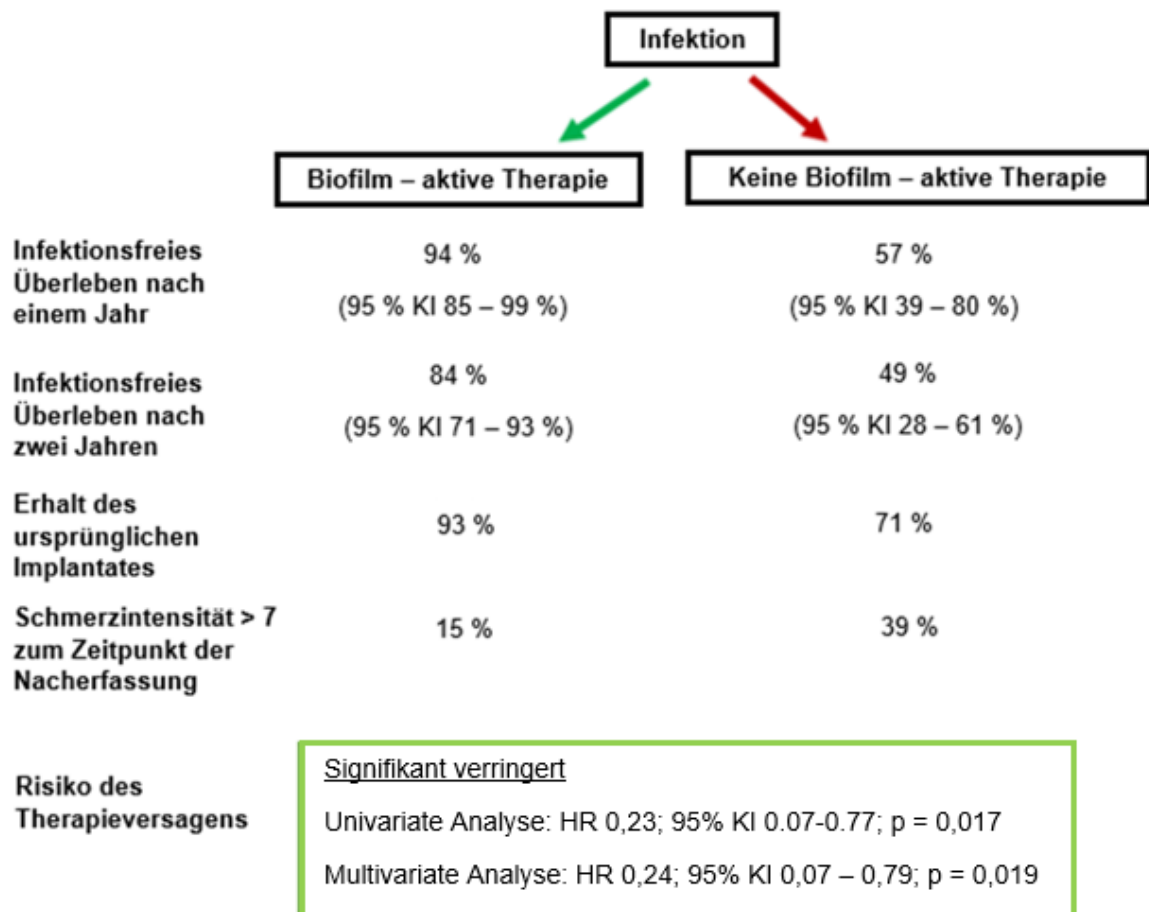 Infektion
Biofilm – aktive Therapie
Keine Biofilm – aktive Therapie
Infektionsfreies
Überleben nach
einem Jahr
94 %
(95 % KI 85 – 99 %)
57 %
(95 % KI 39 – 80 %)
Infektionsfreies
Überleben nach
zwei Jahren
84 %
(95 % KI 71 – 93 %)
49 %
(95 % KI 28 – 61 %)
Erhalt des
ursprünglichen
Implantates
93 %
71 %
Schmerzintensität > 7
zum Zeitpunkt der
Nacherfassung
15 %
39 %
Risiko des
Therapieversagens
Signifikant verringert
Univariate Analyse: HR 0,23; 95% KI 0.07-0.77; p = 0,017
Multivariate Analyse: HR 0,24; 95% KI 0,07 – 0,79; p = 0,019